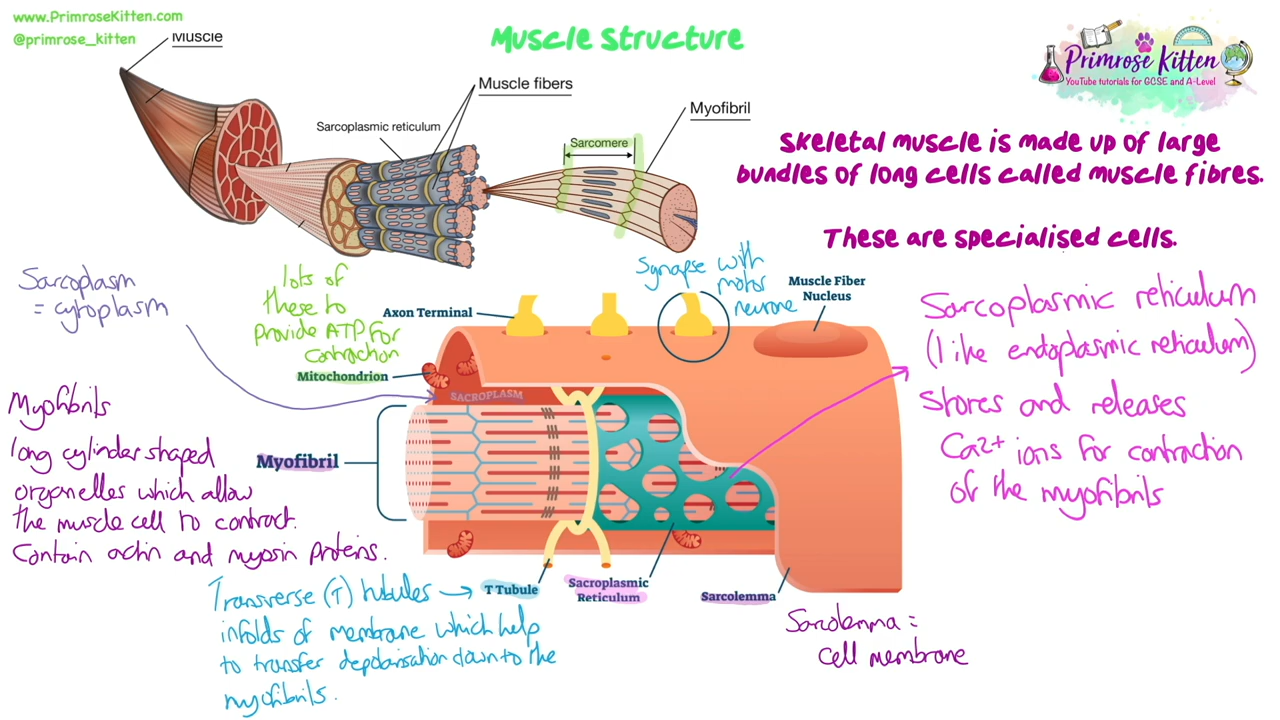 www.PrimroseKitten.com
@primrose_kitten
Muscle
Muscle Structure
Primrose Kitten
YouTube tutorials for GCSE and A-Level
Muscle fibers
Myofibril
Sarcoplasmic reticulum
Sarcomere
Skeletal muscle is made up of large
bundles of long cells called muscle fibres.
These are specialised cells.
Sarcoplasm
= cytoplasm
lots of
these to
provide ATP for
contraction
Mitochondrion
Axon Terminal
Synapse with
motor
neurone
Muscle Fiber
Nucleus
Sarcoplasmic reticulum
(like endoplasmic reticulum)
Stores and releases
Ca2+ ions for contraction
of the myofibrils
SACROPLASM
Myofibrils
long cylinder shaped
organelles which allow
the muscle cell to contract.
Contain actin and myosin proteins.
Myofibril
T Tubule
Sacroplasmic
Reticulum
Sarcolemma
Transverse (T) tubules →
infolds of membrane which help
to transfer depolarisation down to the
myofibrils.
Sarcolemma =
cell membrane